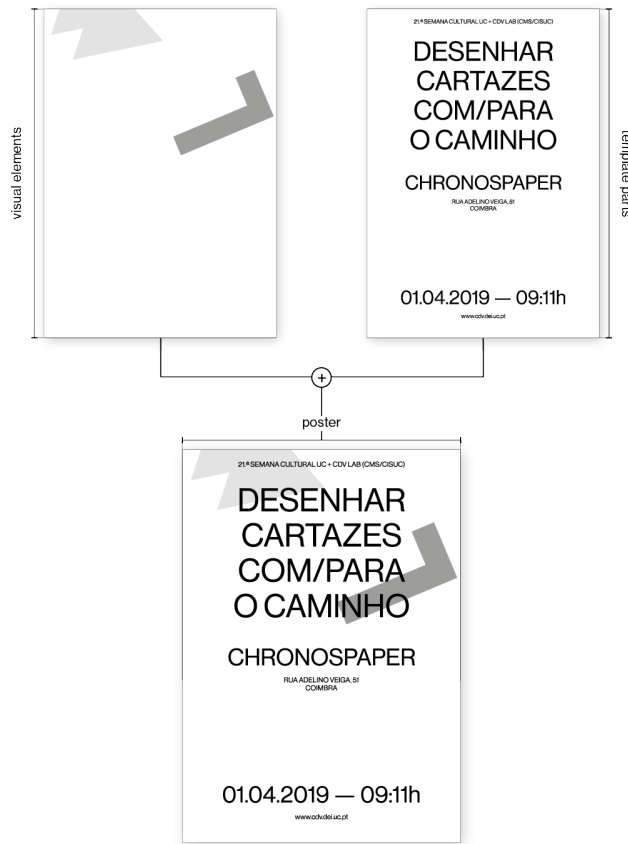 visual elements
21.ª SEMANA CULTURAL UC + CDV LAB (CMS/CISUC)
DESENHAR
CARTAZES
COM/PARA
O CAMINHO
CHRONOSPAPER
RUA ADELINO VEIGA, 51
COIMBRA
01.04.2019 — 09:11h
www.cdv.dei.uc.pt
template parts
+
poster
21.ª SEMANA CULTURAL UC + CDV LAB (CMS/CISUC)
DESENHAR
CARTAZES
COM/PARA
O CAMINHO
CHRONOSPAPER
RUA ADELINO VEIGA, 51
COIMBRA
01.04.2019 — 09:11h
www.cdv.dei.uc.pt